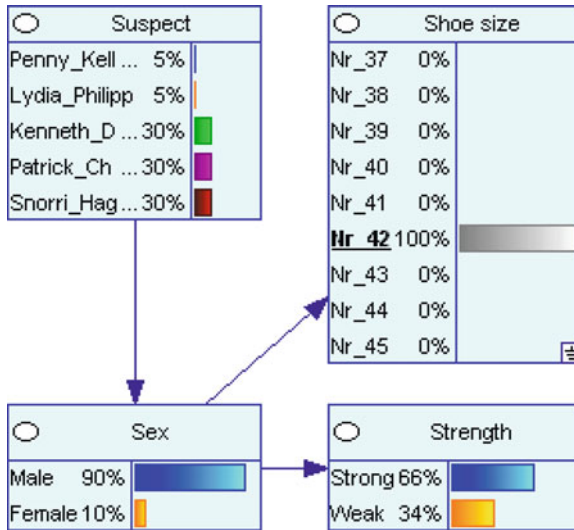 Suspect
Penny_Kell ... 5%
Lydia_Philipp 5%
Kenneth_D ... 30%
Patrick_Ch ... 30%
Snorri_Hag ... 30%
Shoe size
Nr_37 0%
Nr_38 0%
Nr_39 0%
Nr_40 0%
Nr_41 0%
Nr_42 100%
Nr_43 0%
Nr_44 0%
Nr_45 0%
Sex
Male 90%
Female 10%
Strength
Strong 66%
Weak 34%